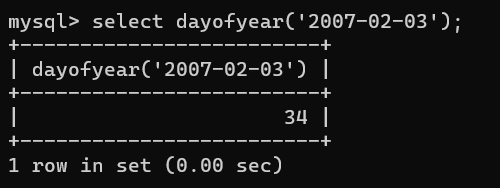 mysql> select dayofyear('2007-02-03');
+-------------------------+
| dayofyear('2007-02-03') |
+-------------------------+
|                      34 |
+-------------------------+
1 row in set (0.00 sec)